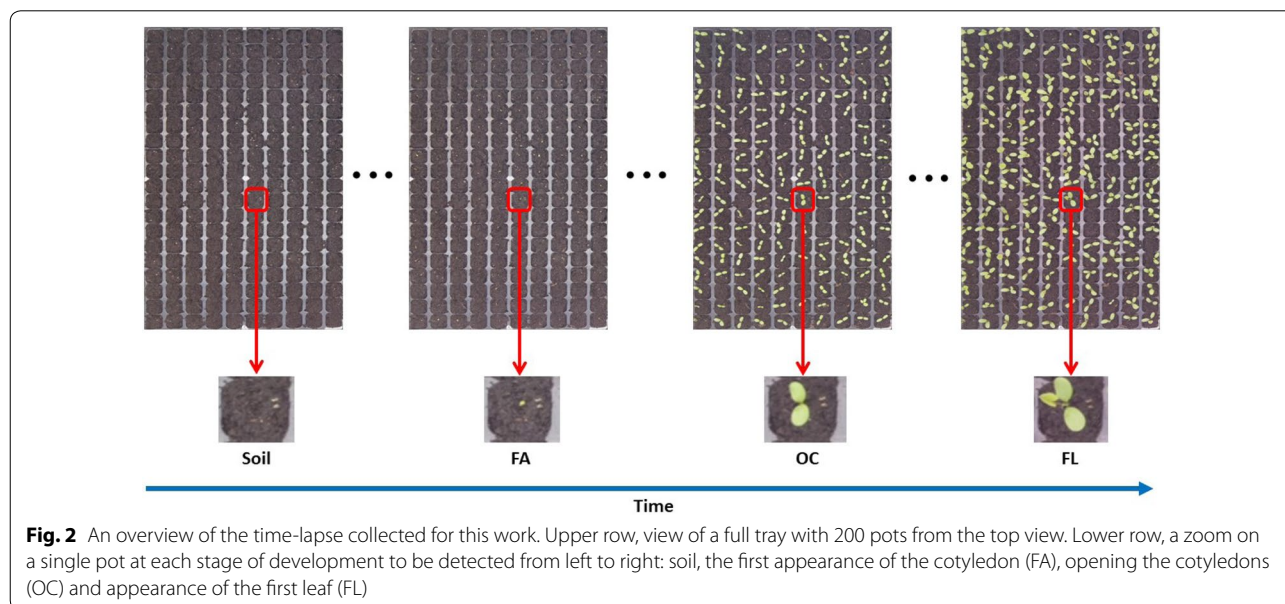 Soil
FA
OC
FL
Time
Fig. 2 An overview of the time-lapse collected for this work. Upper row, view of a full tray with 200 pots from the top view. Lower row, a zoom on
a single pot at each stage of development to be detected from left to right: soil, the first appearance of the cotyledon (FA), opening the cotyledons
(OC) and appearance of the first leaf (FL)